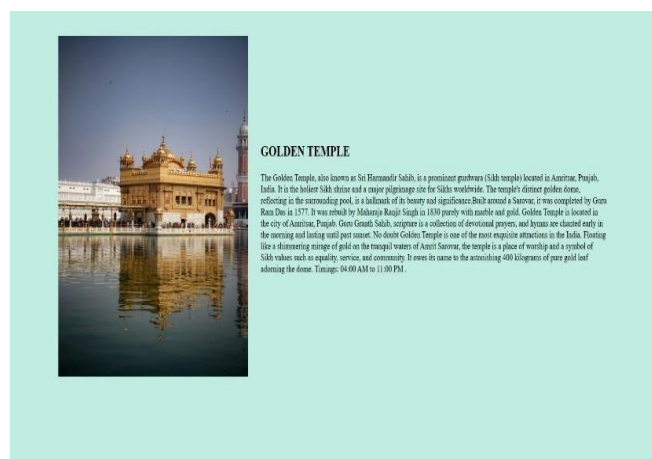 GOLDEN TEMPLE
The Golden Temple, also known as Sri Harmandir Sahib, is a prominent gurdwara (Sikh temple) located in Amritsar, Punjab,
India. It is the holiest Sikh shrine and a major pilgrimage site for Sikhs worldwide. The temple's distinct golden dome,
reflecting in the surrounding pool, is a hallmark of its beauty and significance.Built around a Sarovar, it was completed by Guru
Ram Das in 1577. It was rebuilt by Maharaja Ranjit Singh in 1830 purely with marble and gold. Golden Temple is located in
the city of Amritsar, Punjab. Guru Granth Sahib, scripture is a collection of devotional prayers, and hymns are chanted early in
the morning and lasting until past sunset. No doubt Golden Temple is one of the most exquisite attractions in the India. Floating
like a shimmering mirage of gold on the tranquil waters of Amrit Sarovar, the temple is a place of worship and a symbol of
Sikh values such as equality, service, and community. It owes its name to the astonishing 400 kilograms of pure gold leaf
adorning the dome. Timings: 04:00 AM to 11:00 PM .